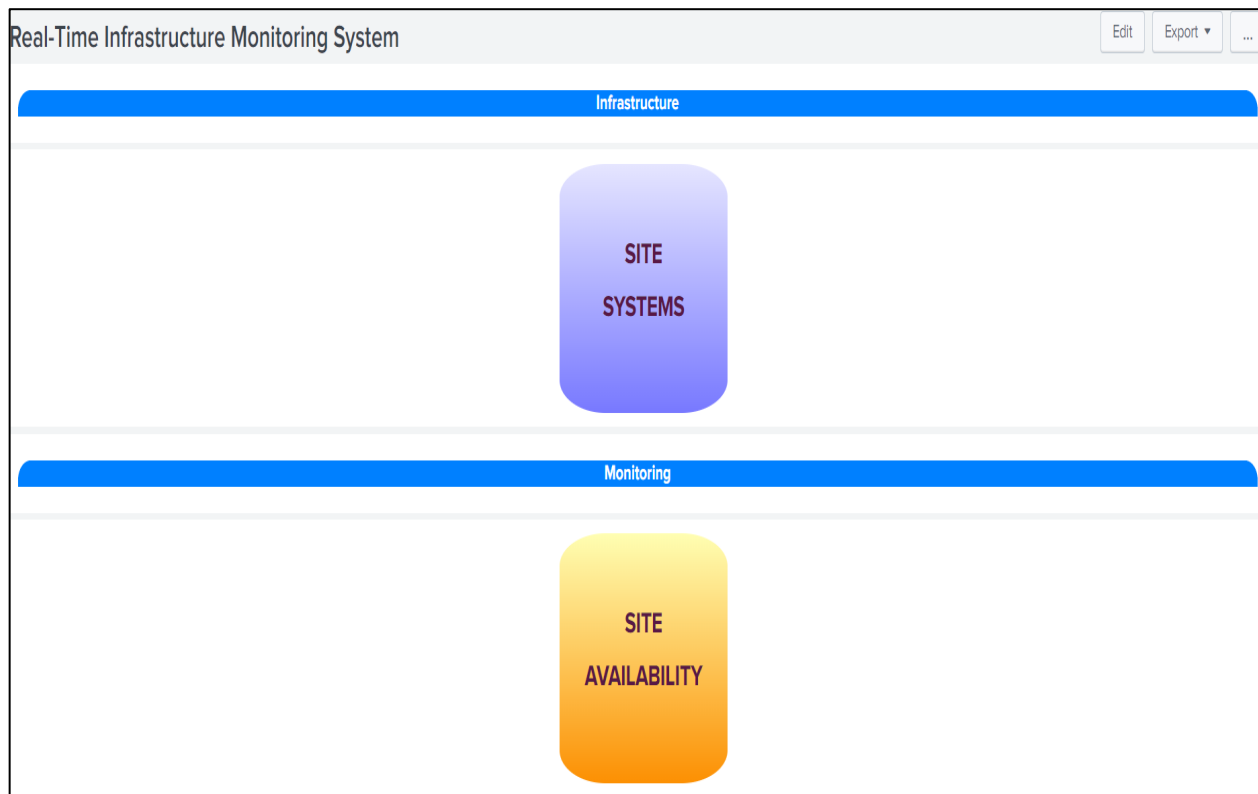 Real-Time Infrastructure Monitoring System
Edit
Export
...
Infrastructure
SITE
SYSTEMS
Monitoring
SITE
AVAILABILITY